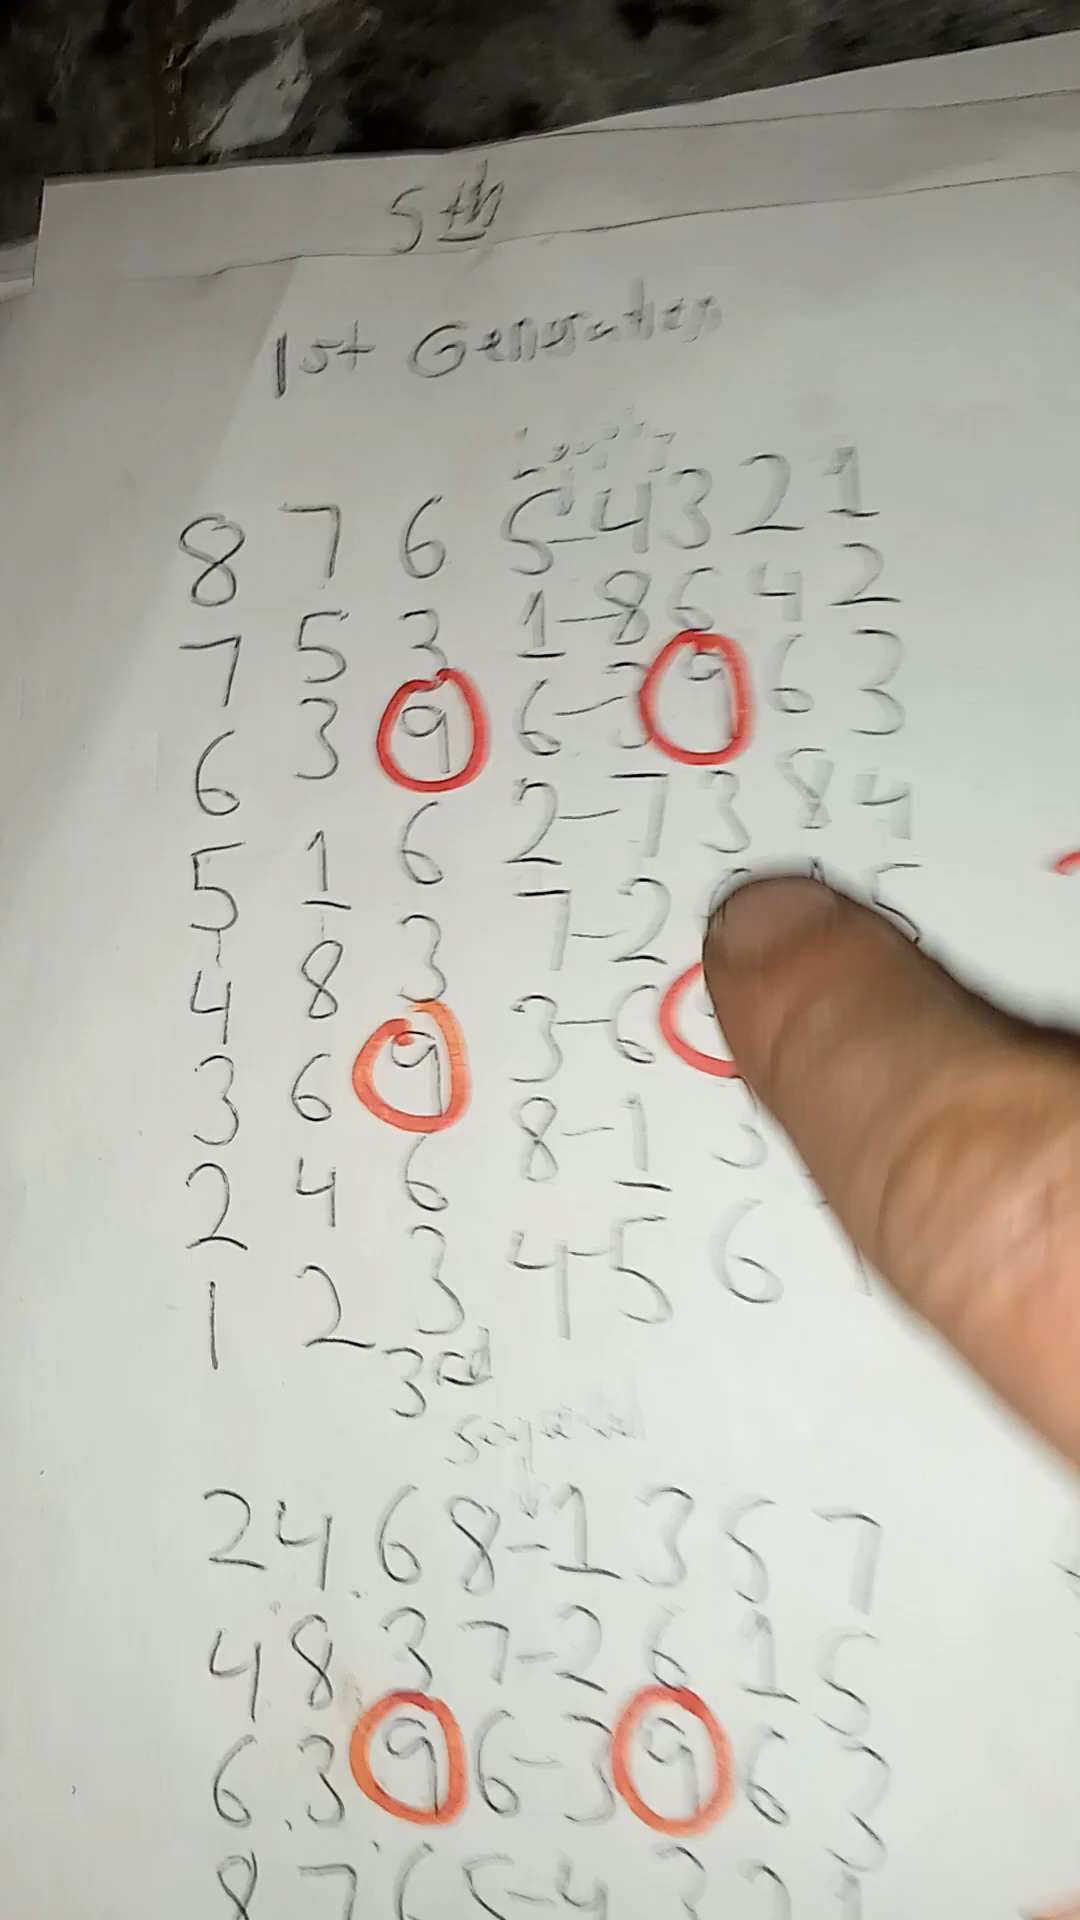 5th
1st Generation
8 7 6 5-4 3 2 1
7 5 3 1-8 6 4 2
6 3 9 6-3 9 6 3
5 1 6 2-7 3 8 4
4 8 3 7-2 5
3 6 9 3-6
2 4 6 8-1 3
1 2 3 4-5 6
3rd
2 4 6 8-1 3 5 7
4 8 3 7-2 6 1 5
6 3 9 6-3 9 6 3
8 7 6 5-4 3 2 1